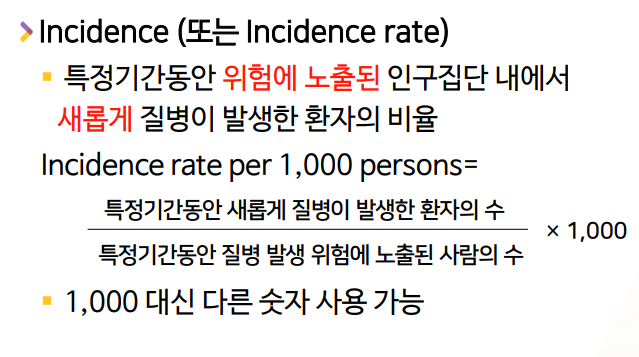 Incidence (또는 Incidence rate)
특정기간동안 위험에 노출된 인구집단 내에서
새롭게 질병이 발생한 환자의 비율
Incidence rate per 1,000 persons=
특정기간동안 새롭게 질병이 발생한 환자의 수
× 1,000
특정기간동안 질병 발생 위험에 노출된 사람의 수
1,000 대신 다른 숫자 사용 가능